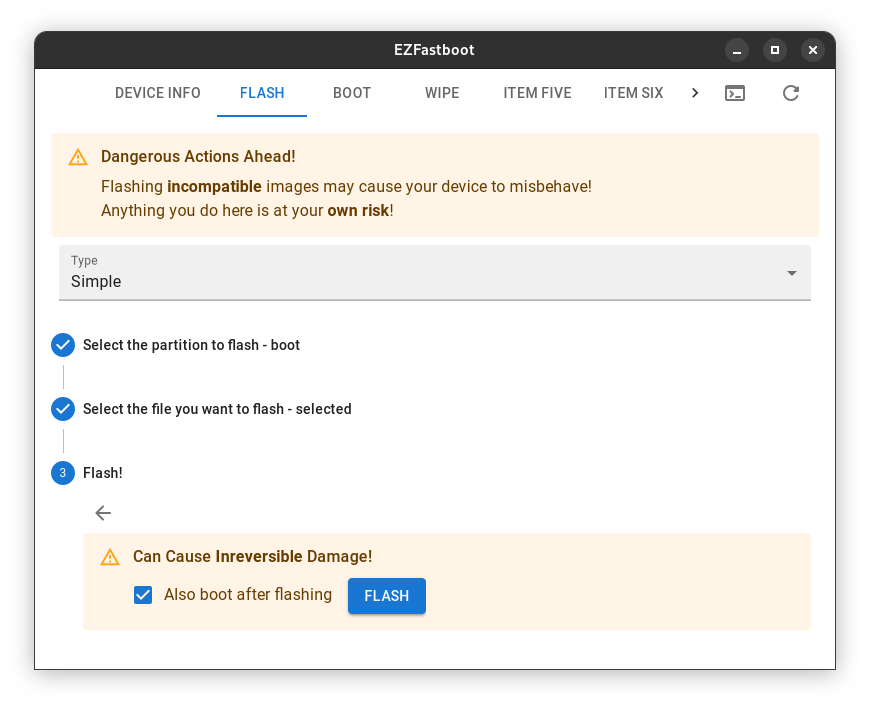 EZFastboot
DEVICE INFO
FLASH
BOOT
WIPE
ITEM FIVE
ITEM SIX
Dangerous Actions Ahead!
Flashing incompatible images may cause your device to misbehave!
Anything you do here is at your own risk!
Type
Simple
Select the partition to flash - boot
Select the file you want to flash - selected
3 Flash!
Can Cause Inreversible Damage!
Also boot after flashing
FLASH